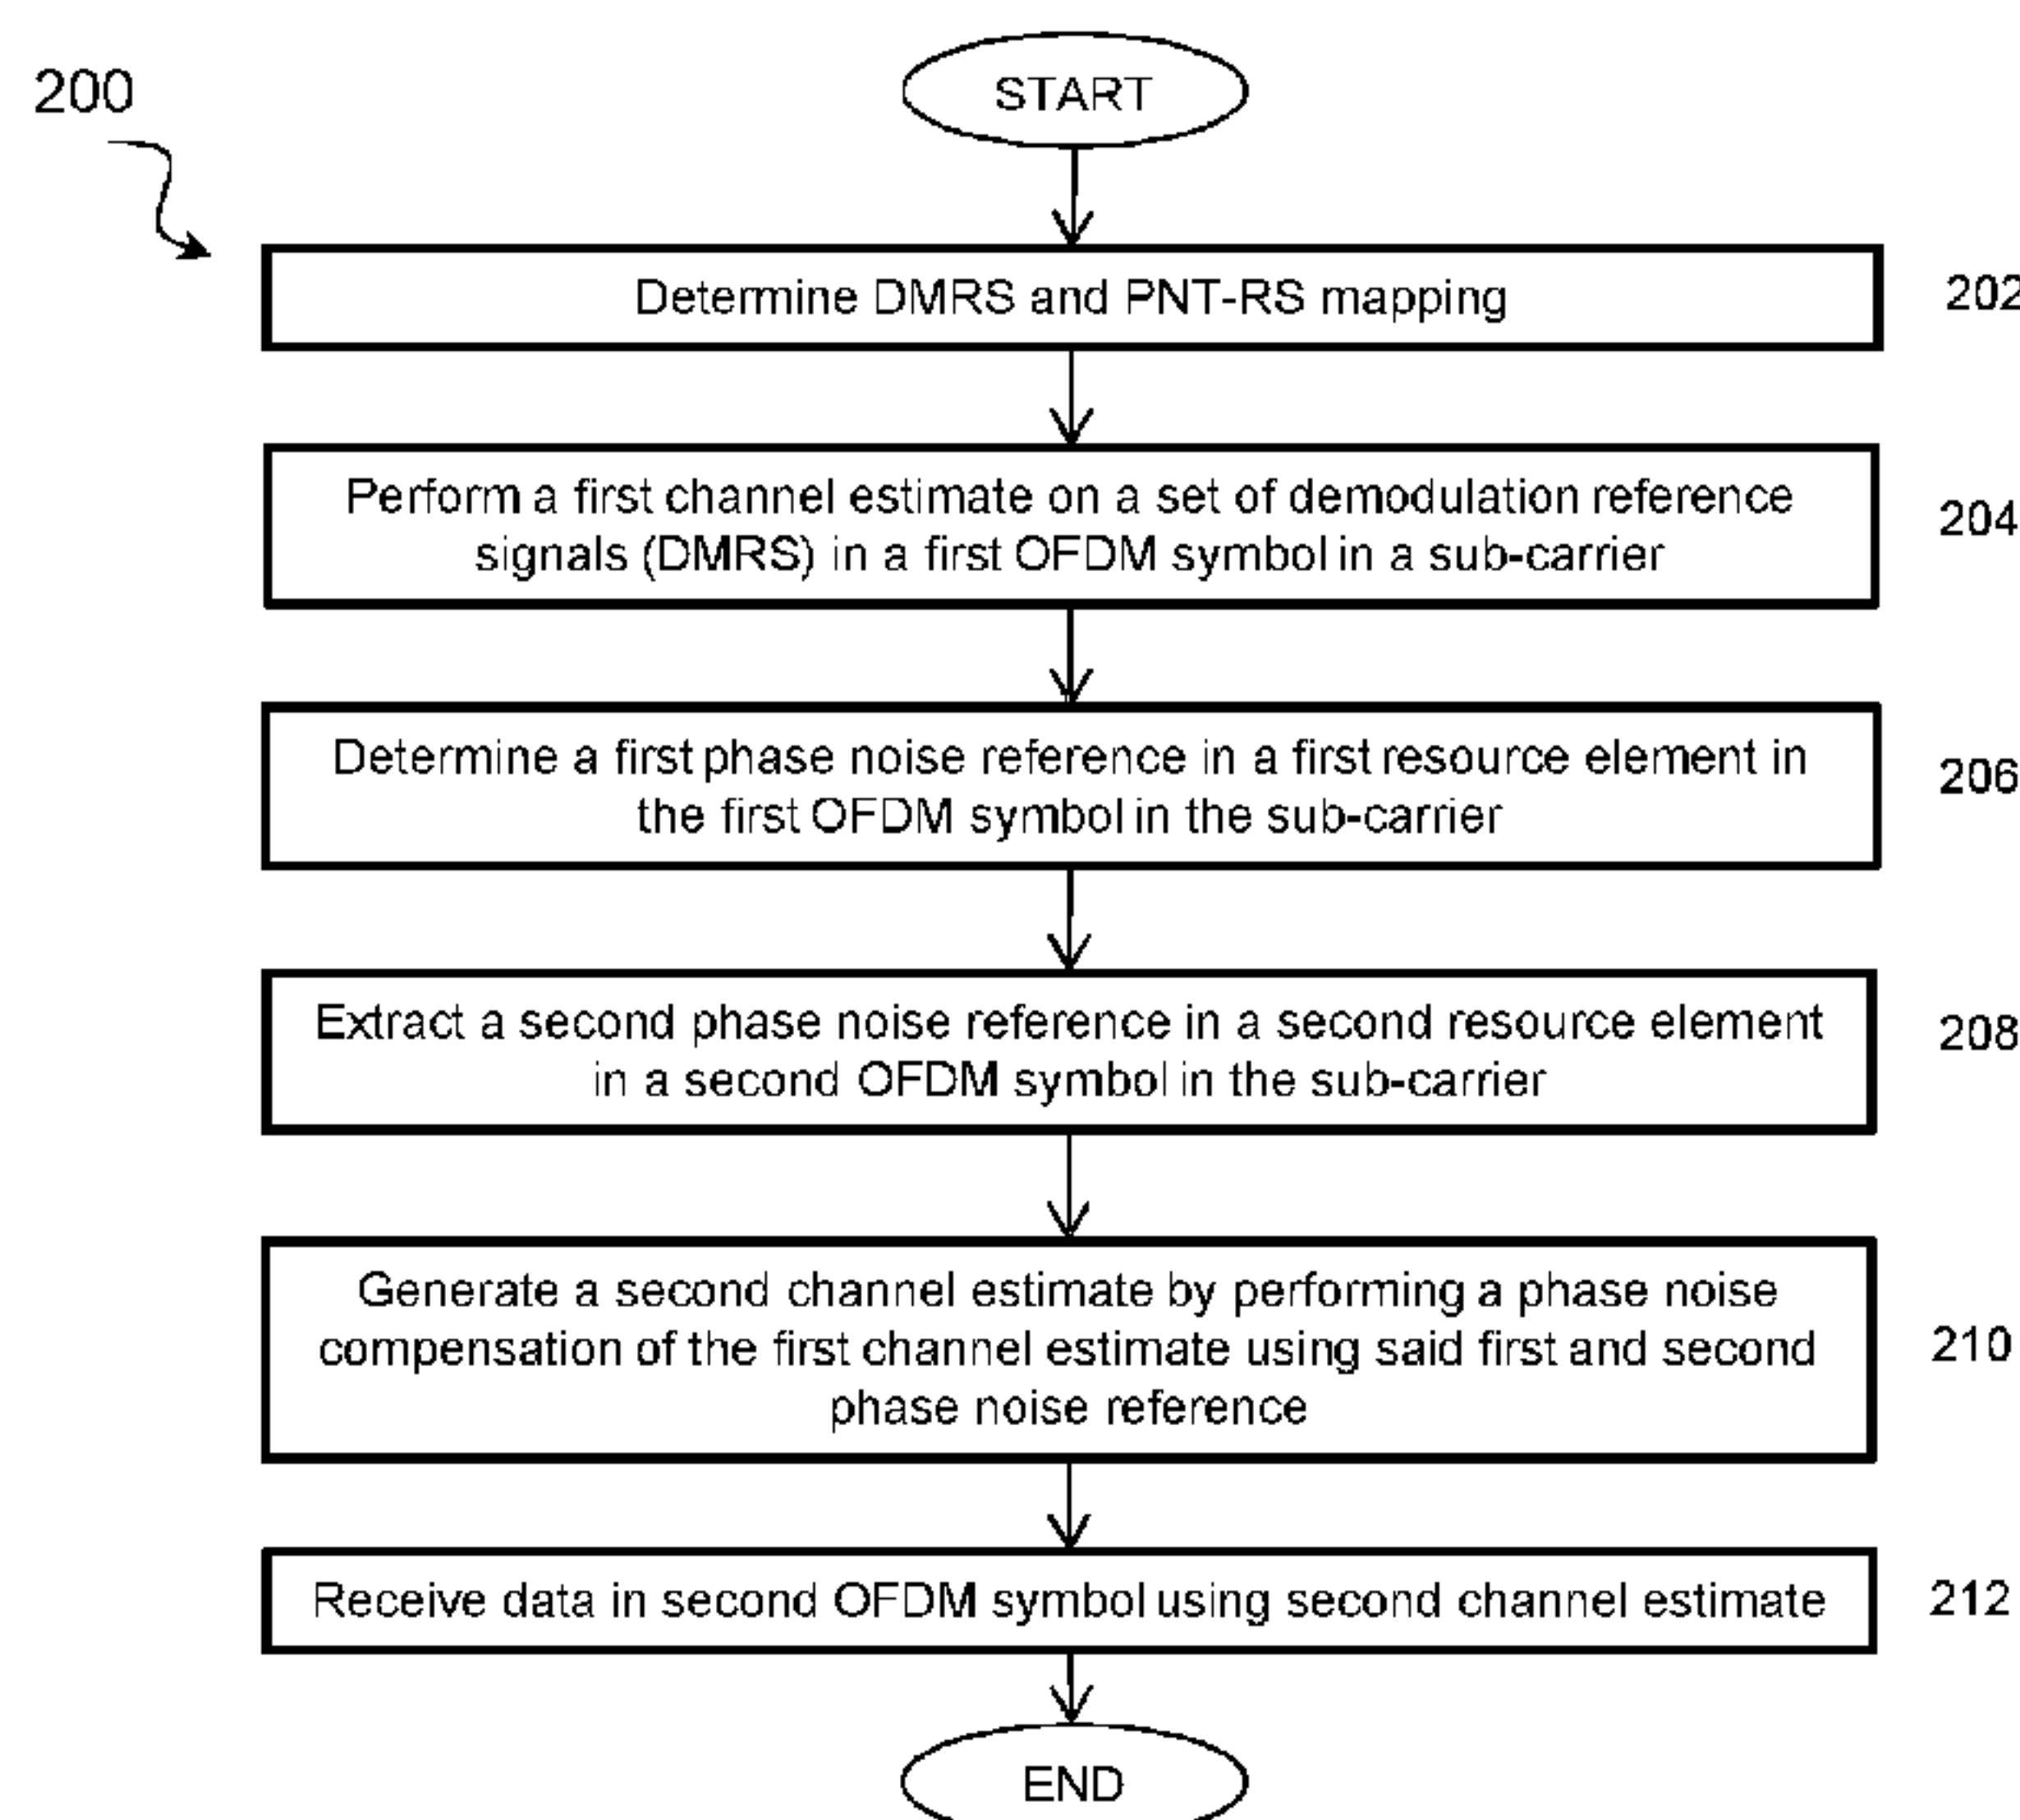 200
START
Determine DMRS and PNT-RS mapping
202
Perform a first channel estimate on a set of demodulation reference
signals (DMRS) in a first OFDM symbol in a sub-carrier
204
Determine a first phase noise reference in a first resource element in
the first OFDM symbol in the sub-carrier
206
Extract a second phase noise reference in a second resource element
in a second OFDM symbol in the sub-carrier
208
Generate a second channel estimate by performing a phase noise
compensation of the first channel estimate using said first and second
phase noise reference
210
Receive data in second OFDM symbol using second channel estimate
212
END